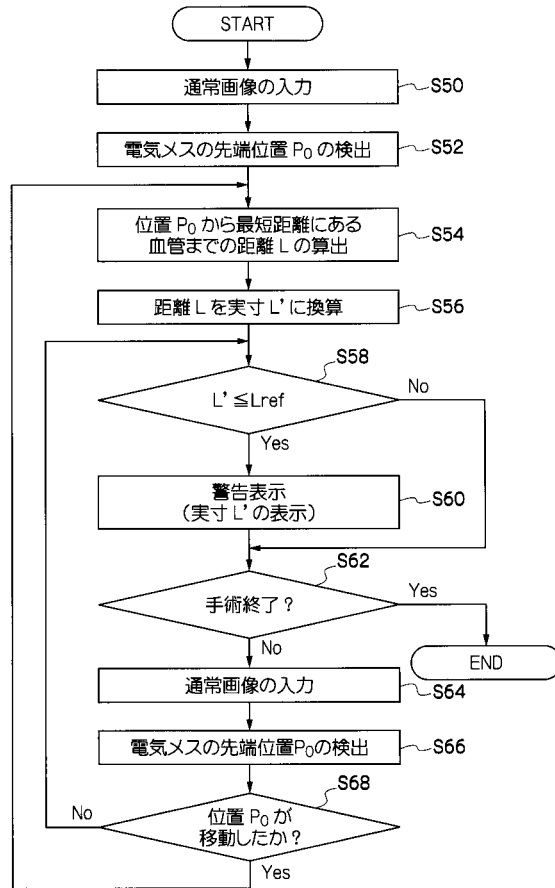 START
通常画像の入力
S50
電気メスの先端位置 P0 の検出
S52
位置 P0 から最短距離にある
血管までの距離 L の算出
S54
距離 L を実寸 L' に換算
S56
S58
L' ≦Lref
No
Yes
警告表示
(実寸 L' の表示)
S60
S62
手術終了?
Yes
No
END
通常画像の入力
S64
電気メスの先端位置P0の検出
S66
S68
No
位置 P0 が
移動したか?
Yes